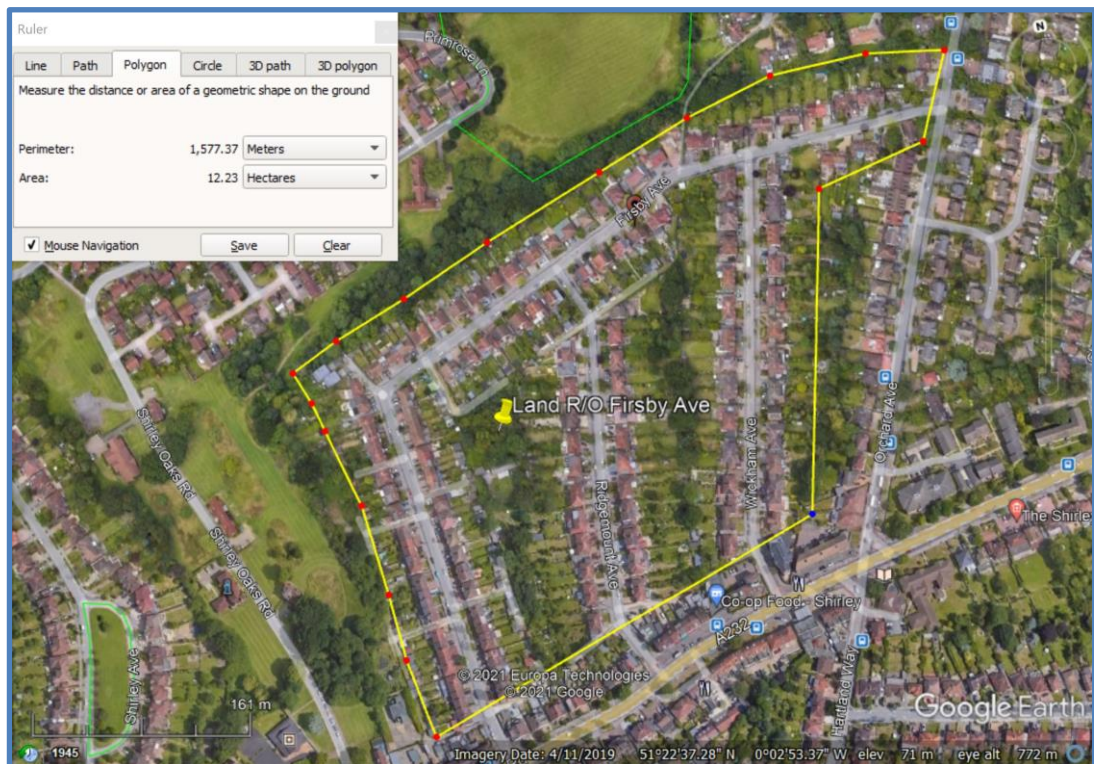 Ruler
Line Path Polygon Circle 3D path 3D polygon
Measure the distance or area of a geometric shape on the ground
Perimeter: 1,577.37 Meters
Area: 12.23 Hectares
Mouse Navigation Save Clear
Primrose Ln
N
Firsby Ave
Land R/O Firsby Ave
Shirley Oaks Rd
Shirley Oaks Rd
Ridgemount Ave
Wickham Ave
Orchard Ave
The Shirle
Co-op Food - Shirley
A232
Shirley Ave
Hartland Way
© 2021 Europa Technologies
© 2021 Google
161 m
Google Earth
1945
Imagery Date: 4/11/2019 51°22'37.28" N 0°02'53.37" W elev 71 m eye alt 772 m